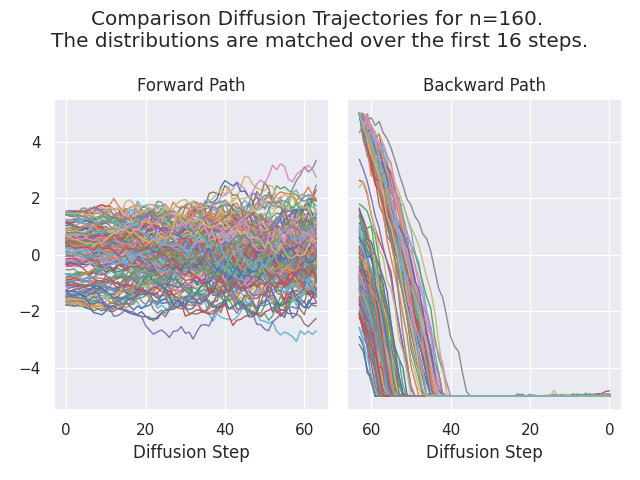 Comparison Diffusion Trajectories for n=160.
The distributions are matched over the first 16 steps.
Forward Path
Backward Path
4
2
0
−2
−4
0 20 40 60
60 40 20 0
Diffusion Step
Diffusion Step